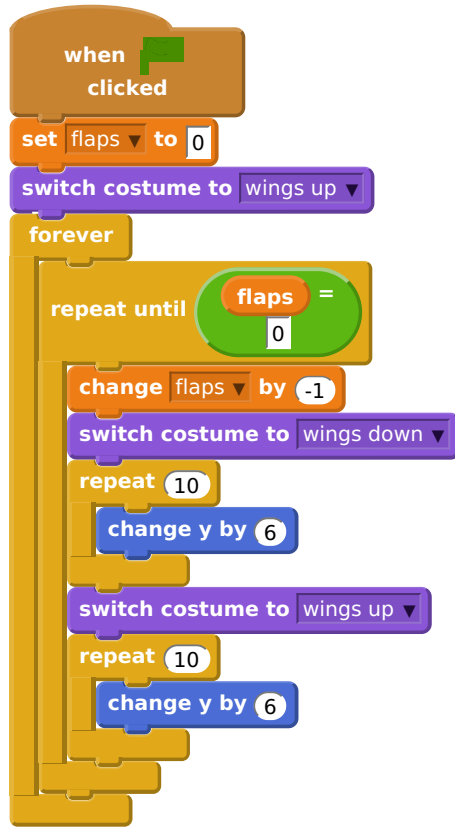 when
clicked
set flaps ▼ to 0
switch costume to wings up ▼
forever
repeat until flaps =
0
change flaps ▼ by -1
switch costume to wings down ▼
repeat 10
change y by 6
switch costume to wings up ▼
repeat 10
change y by 6